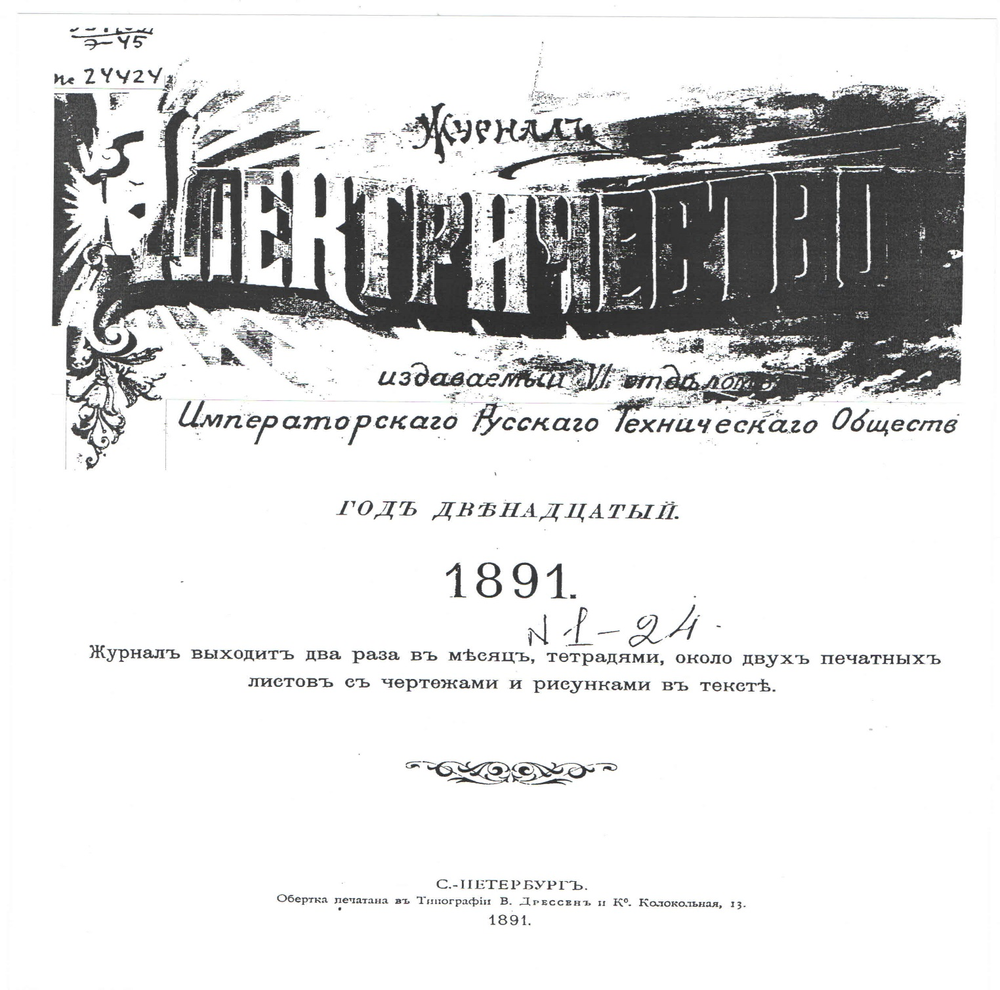 Э-45
№ 24424
Журналъ
ЭЛЕКТРИЧЕСТВО
издаваемый VI отдѣломъ
Императорскаго Русскаго Техническаго Обществ
ГОДЪ ДВѢНАДЦАТЫЙ.
1891.
N 1-24.
Журналъ выходитъ два раза въ мѣсяцъ, тетрадями, около двухъ печатныхъ
листовъ съ чертежами и рисунками въ текстѣ.
С.-ПЕТЕРБУРГЪ.
Обертка печатана въ Типографіи В. Дрессенъ и Кº. Колокольная, 13.
1891.